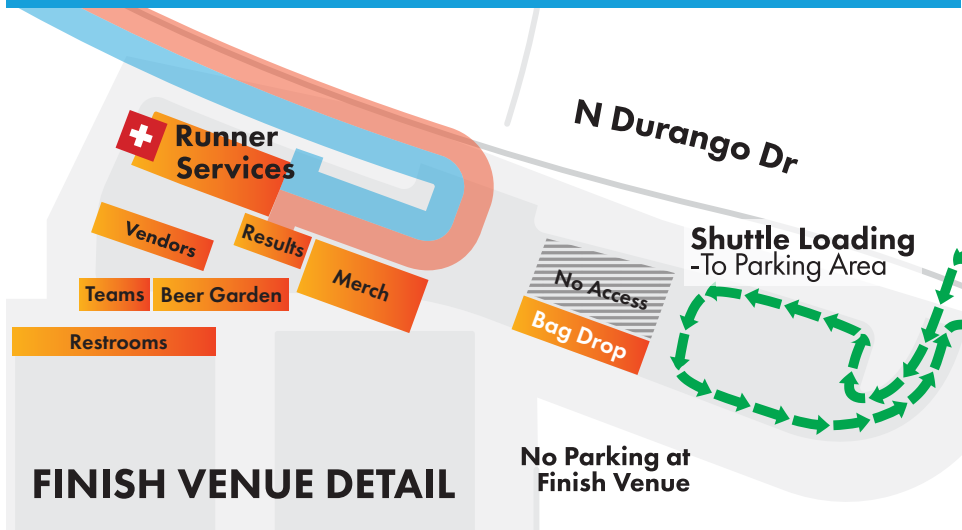 N Durango Dr
Runner
Services
Vendors
Results
Shuttle Loading
-To Parking Area
Teams
Beer Garden
Merch
No Access
Bag Drop
Restrooms
No Parking at
Finish Venue
FINISH VENUE DETAIL